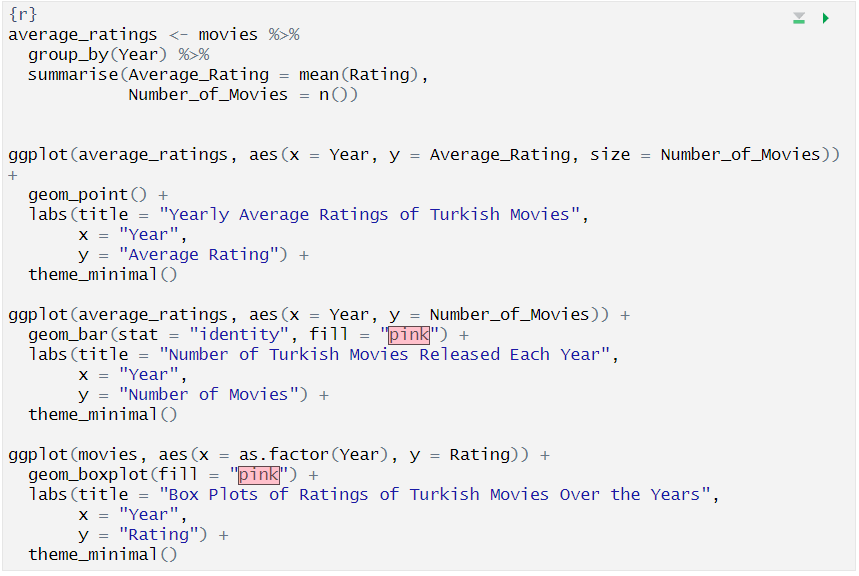 {r}
average_ratings <- movies %>%
  group_by(Year) %>%
  summarise(Average_Rating = mean(Rating),
            Number_of_Movies = n())

ggplot(average_ratings, aes(x = Year, y = Average_Rating, size = Number_of_Movies))
+
  geom_point() +
  labs(title = "Yearly Average Ratings of Turkish Movies",
       x = "Year",
       y = "Average Rating") +
  theme_minimal()

ggplot(average_ratings, aes(x = Year, y = Number_of_Movies)) +
  geom_bar(stat = "identity", fill = "pink") +
  labs(title = "Number of Turkish Movies Released Each Year",
       x = "Year",
       y = "Number of Movies") +
  theme_minimal()

ggplot(movies, aes(x = as.factor(Year), y = Rating)) +
  geom_boxplot(fill = "pink") +
  labs(title = "Box Plots of Ratings of Turkish Movies Over the Years",
       x = "Year",
       y = "Rating") +
  theme_minimal()